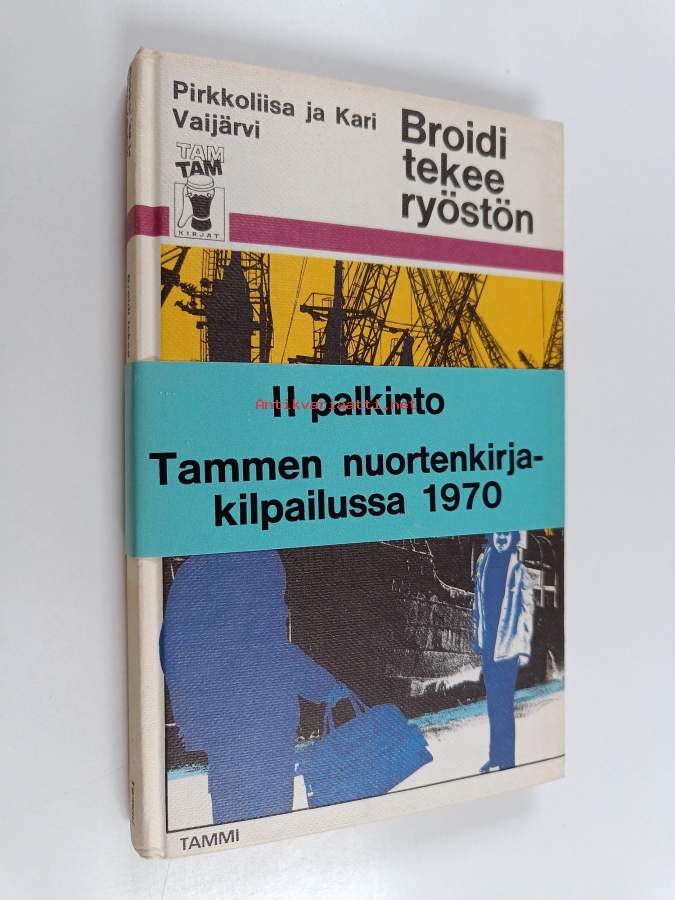 Pirkkoliisa ja Kari
Vaijärvi
Broidi
tekee
ryöstön
TAM
TAM
KIRJAT
II palkinto
Antikvariaatti.net
Tammen nuortenkirja-
kilpailussa 1970
TAMMI